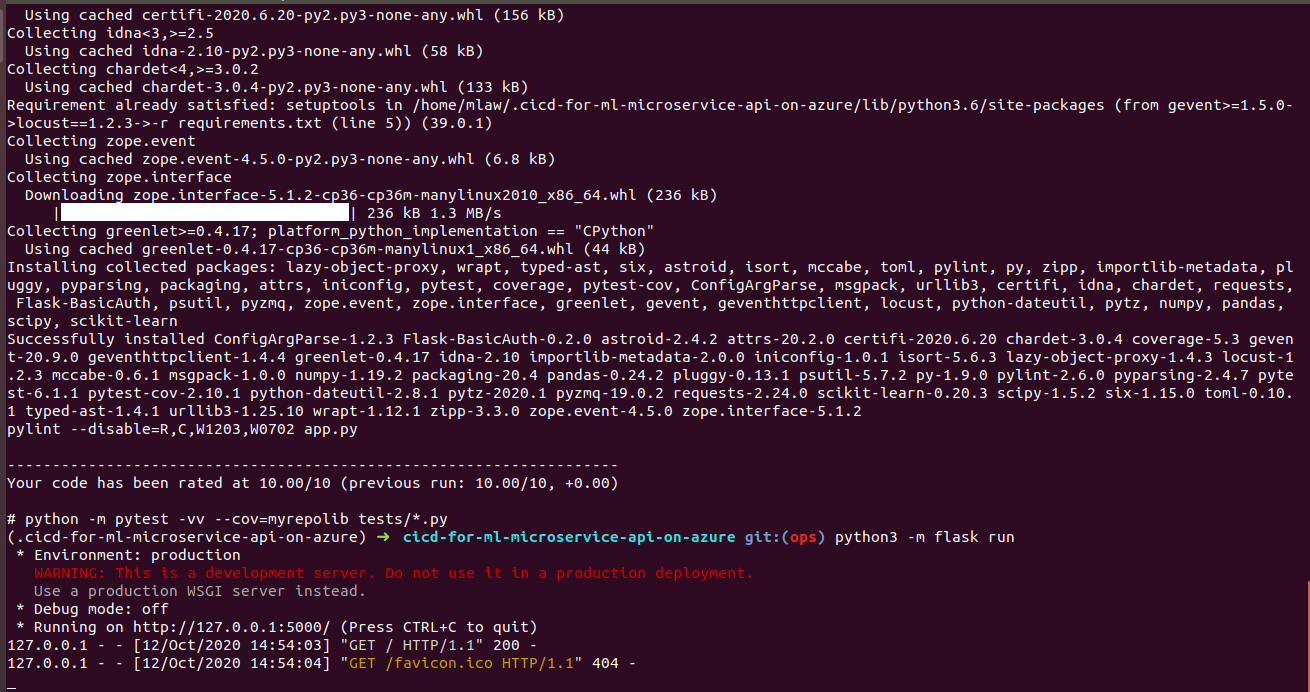 Using cached certifi-2020.6.20-py2.py3-none-any.whl (156 kB)
Collecting idna<3,>=2.5
  Using cached idna-2.10-py2.py3-none-any.whl (58 kB)
Collecting chardet<4,>=3.0.2
  Using cached chardet-3.0.4-py2.py3-none-any.whl (133 kB)
Requirement already satisfied: setuptools in /home/mlaw/.cicd-for-ml-microservice-api-on-azure/lib/python3.6/site-packages (from gevent>=1.5.0-
>locust==1.2.3->-r requirements.txt (line 5)) (39.0.1)
Collecting zope.event
  Using cached zope.event-4.5.0-py2.py3-none-any.whl (6.8 kB)
Collecting zope.interface
  Downloading zope.interface-5.1.2-cp36-cp36m-manylinux2010_x86_64.whl (236 kB)
     |                                | 236 kB 1.3 MB/s
Collecting greenlet>=0.4.17; platform_python_implementation == "CPython"
  Using cached greenlet-0.4.17-cp36-cp36m-manylinux1_x86_64.whl (44 kB)
Installing collected packages: lazy-object-proxy, wrapt, typed-ast, six, astroid, isort, mccabe, toml, pylint, py, zipp, importlib-metadata, pl
uggy, pyparsing, packaging, attrs, iniconfig, pytest, coverage, pytest-cov, ConfigArgParse, msgpack, urllib3, certifi, idna, chardet, requests,
 Flask-BasicAuth, psutil, pyzmq, zope.event, zope.interface, greenlet, gevent, geventhttpclient, locust, python-dateutil, pytz, numpy, pandas, 
scipy, scikit-learn
Successfully installed ConfigArgParse-1.2.3 Flask-BasicAuth-0.2.0 astroid-2.4.2 attrs-20.2.0 certifi-2020.6.20 chardet-3.0.4 coverage-5.3 geven
t-20.9.0 geventhttpclient-1.4.4 greenlet-0.4.17 idna-2.10 importlib-metadata-2.0.0 iniconfig-1.0.1 isort-5.6.3 lazy-object-proxy-1.4.3 locust-1
.2.3 mccabe-0.6.1 msgpack-1.0.0 numpy-1.19.2 packaging-20.4 pandas-0.24.2 pluggy-0.13.1 psutil-5.7.2 py-1.9.0 pylint-2.6.0 pyparsing-2.4.7 pyte
st-6.1.1 pytest-cov-2.10.1 python-dateutil-2.8.1 pytz-2020.1 pyzmq-19.0.2 requests-2.24.0 scikit-learn-0.20.3 scipy-1.5.2 six-1.15.0 toml-0.10.
1 typed-ast-1.4.1 urllib3-1.25.10 wrapt-1.12.1 zipp-3.3.0 zope.event-4.5.0 zope.interface-5.1.2
pylint --disable=R,C,W1203,W0702 app.py
--------------------------------------------------------------------
Your code has been rated at 10.00/10 (previous run: 10.00/10, +0.00)
# python -m pytest -vv --cov=myrepolib tests/*.py
(.cicd-for-ml-microservice-api-on-azure) ➜  cicd-for-ml-microservice-api-on-azure git:(ops) python3 -m flask run
 * Environment: production
   WARNING: This is a development server. Do not use it in a production deployment.
   Use a production WSGI server instead.
 * Debug mode: off
 * Running on http://127.0.0.1:5000/ (Press CTRL+C to quit)
127.0.0.1 - - [12/Oct/2020 14:54:03] "GET / HTTP/1.1" 200 -
127.0.0.1 - - [12/Oct/2020 14:54:04] "GET /favicon.ico HTTP/1.1" 404 -